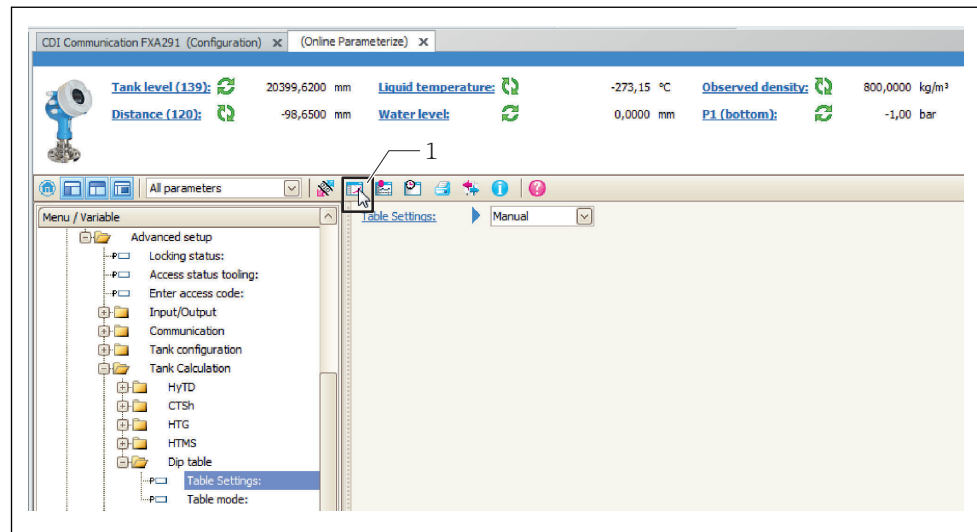 CDI Communication FXA291 (Configuration) X (Online Parameterize) X
Tank level (139): 20399,6200 mm Liquid temperature: -273,15 °C Observed density: 800,0000 kg/m³
Distance (120): -98,6500 mm Water level: 0,0000 mm P1 (bottom): -1,00 bar
1
All parameters
Menu / Variable
Table Settings: Manual
Advanced setup
P Locking status:
P Access status tooling:
P Enter access code:
Input/Output
Communication
Tank configuration
Tank Calculation
HyTD
CTSh
HTG
HTMS
Dip table
P Table Settings:
P Table mode: